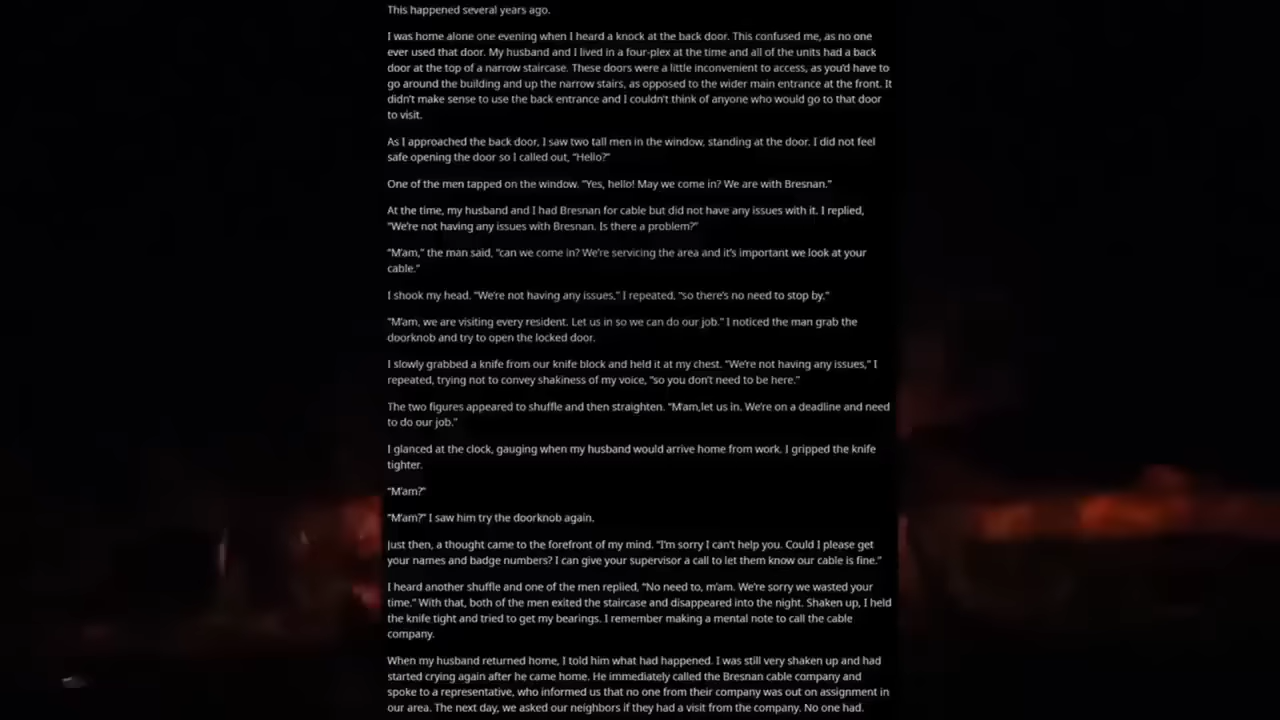 This happened several years ago.
I was home alone one evening when I heard a knock at the back door. This confused me, as no one
ever used that door. My husband and I lived in a four-plex at the time and all of the units had a back
door at the top of a narrow staircase. These doors were a little inconvenient to access, as you'd have to
go around the building and up the narrow stairs, as opposed to the wider main entrance at the front. It
didn't make sense to use the back entrance and I couldn't think of anyone who would go to that door
to visit.
As I approached the back door, I saw two tall men in the window, standing at the door. I did not feel
safe opening the door so I called out, "Hello?"
One of the men tapped on the window. "Yes, hello! May we come in? We are with Bresnan."
At the time, my husband and I had Bresnan for cable but did not have any issues with it. I replied,
"We're not having any issues with Bresnan. Is there a problem?"
"M'am," the man said, "can we come in? We're servicing the area and it's important we look at your
cable."
I shook my head. "We're not having any issues," I repeated, "so there's no need to stop by."
"M'am, we are visiting every resident. Let us in so we can do our job." I noticed the man grab the
doorknob and try to open the locked door.
I slowly grabbed a knife from our knife block and held it at my chest. "We're not having any issues," I
repeated, trying not to convey shakiness of my voice, "so you don't need to be here."
The two figures appeared to shuffle and then straighten. "M'am,let us in. We're on a deadline and need
to do our job."
I glanced at the clock, gauging when my husband would arrive home from work. I gripped the knife
tighter.
"M'am?"
"M'am?" I saw him try the doorknob again.
Just then, a thought came to the forefront of my mind. "I'm sorry I can't help you. Could I please get
your names and badge numbers? I can give your supervisor a call to let them know our cable is fine."
I heard another shuffle and one of the men replied, "No need to, m'am. We're sorry we wasted your
time." With that, both of the men exited the staircase and disappeared into the night. Shaken up, I held
the knife tight and tried to get my bearings. I remember making a mental note to call the cable
company.
When my husband returned home, I told him what had happened. I was still very shaken up and had
started crying again after he came home. He immediately called the Bresnan cable company and
spoke to a representative, who informed us that no one from their company was out on assignment in
our area. The next day, we asked our neighbors if they had a visit from the company. No one had.